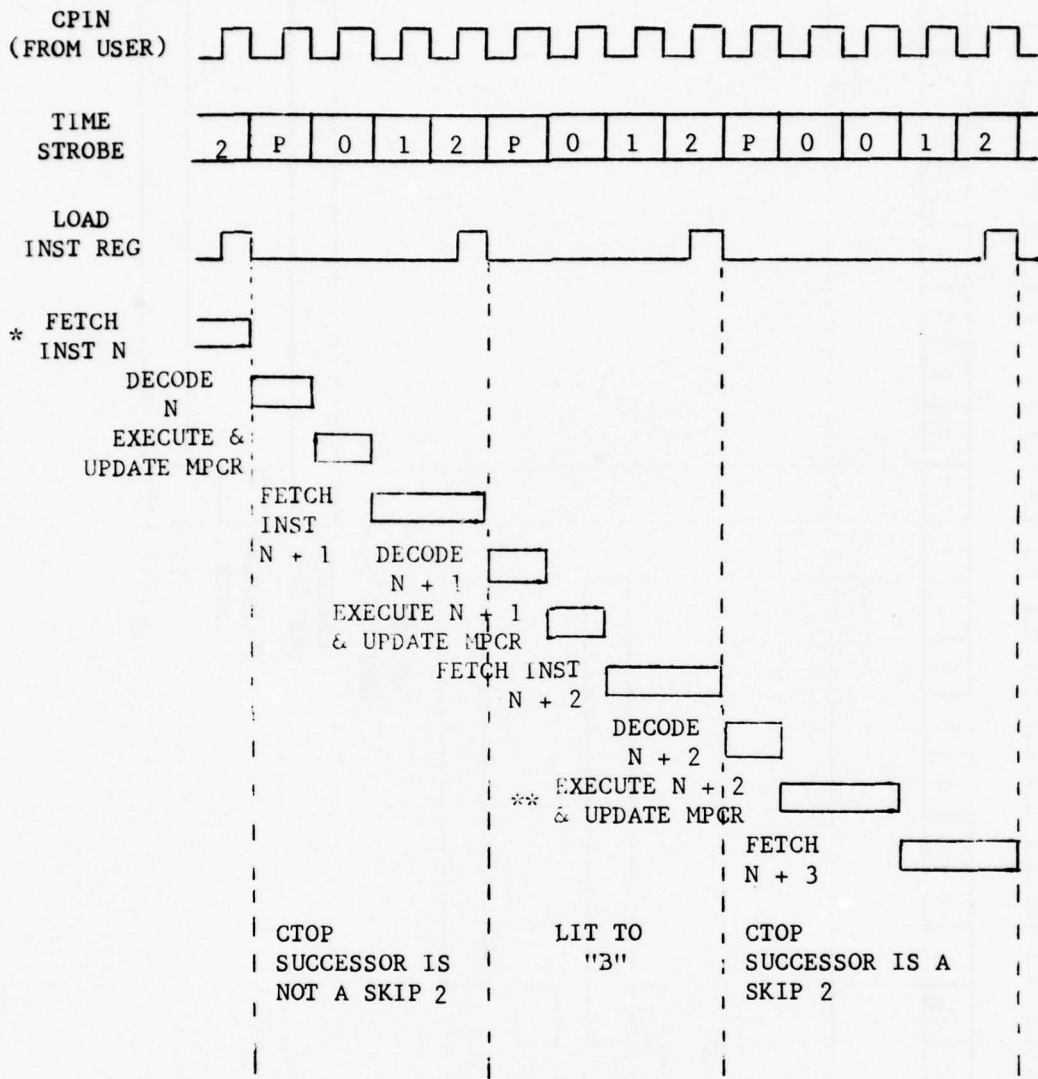 CPIN
(FROM USER)
TIME
STROBE
2 P 0 1 2 P 0 1 2 P 0 0 1 2
LOAD
INST REG
* FETCH
INST N
DECODE
N
EXECUTE &
UPDATE MPCR
FETCH
INST
N + 1
DECODE
N + 1
EXECUTE N + 1
& UPDATE MPCR
FETCH INST
N + 2
DECODE
N + 2
** EXECUTE N + 2
& UPDATE MPCR
FETCH
N + 3
CTOP
SUCCESSOR IS
NOT A SKIP 2
LIT TO
"B"
CTOP
SUCCESSOR IS A
SKIP 2